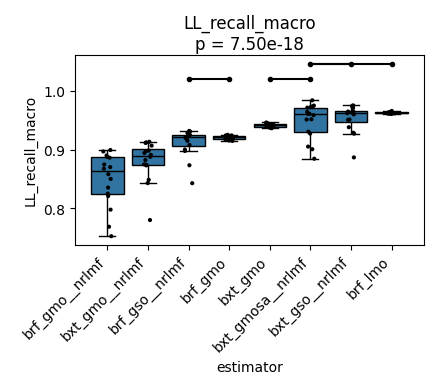 LL_recall_macro
p = 7.50e-18
LL_recall_macro
1.0
0.9
0.8
brf_gmo__nrlmf
bxt_gmo__nrlmf
brf_gso__nrlmf
brf_gmo
bxt_gmo
bxt_gmosa__nrlmf
bxt_gso__nrlmf
brf_lmo
estimator